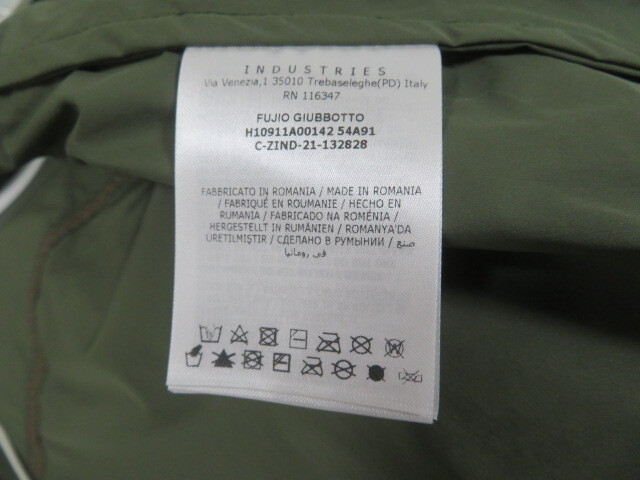 INDUSTRIES
Via Venezia,1 35010 Trebaseleghe(PD) Italy
RN 116347
FUJIO GIUBBOTTO
H10911A00142 54A91
C-ZIND-21-132828
FABBRICATO IN ROMANIA / MADE IN ROMANIA
/ FABRIQUÉ EN ROUMANIE / HECHO EN
RUMANIA / FABRICADO NA ROMÉNIA /
HERGESTELLT IN RUMÄNIEN / ROMANYA'DA
ÜRETILMIŞTIR / СДЕЛАНО В РУМЫНИИ / صنع
في رومانيا